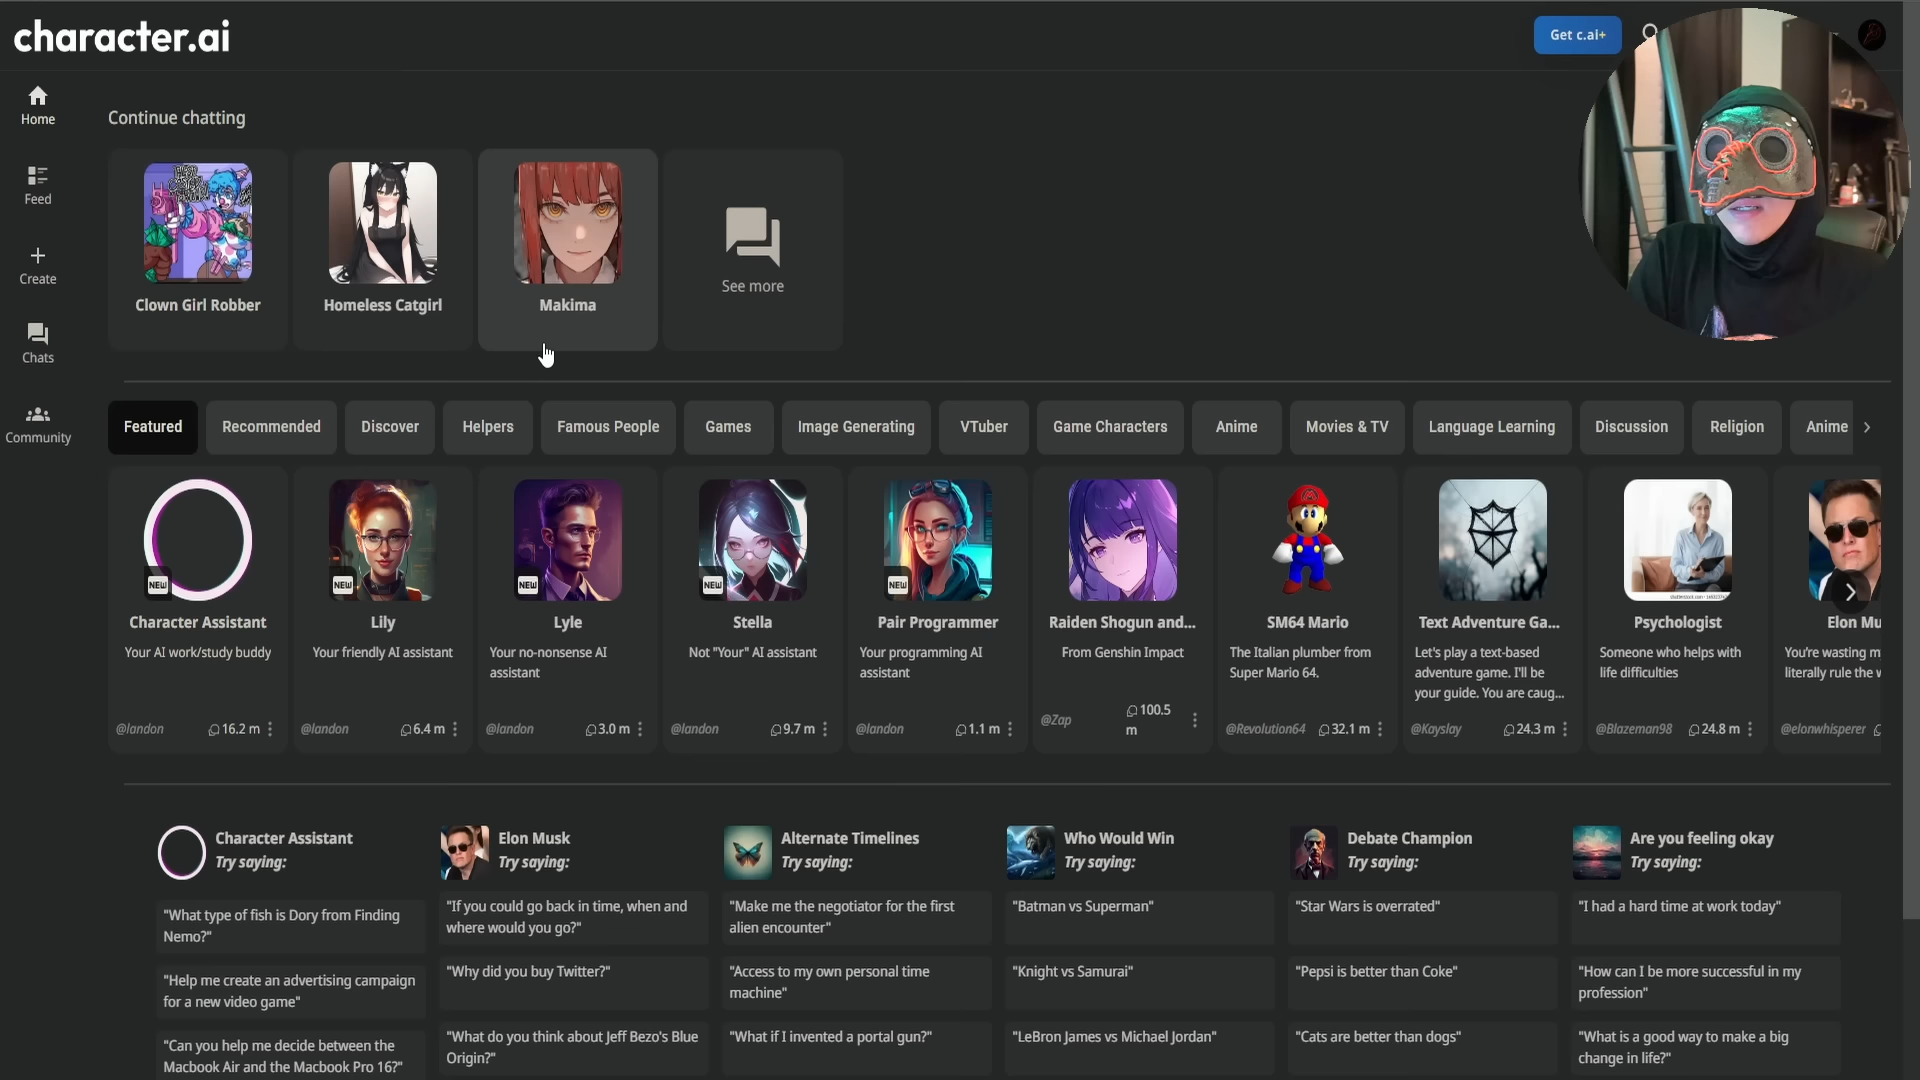 character.ai
Get c.ai+
Home
Feed
Create
Chats
Community
Continue chatting
Clown Girl Robber
Homeless Catgirl
Makima
See more
Featured
Recommended
Discover
Helpers
Famous People
Games
Image Generating
VTuber
Game Characters
Anime
Movies & TV
Language Learning
Discussion
Religion
Anime
NEW
Character Assistant
Your AI work/study buddy
@landon
16.2 m
NEW
Lily
Your friendly AI assistant
@landon
6.4 m
NEW
Lyle
Your no-nonsense AI
assistant
@landon
3.0 m
NEW
Stella
Not "Your" AI assistant
@landon
9.7 m
NEW
Pair Programmer
Your programming AI
assistant
@landon
1.1 m
Raiden Shogun and...
From Genshin Impact
@Zap
100.5
m
SM64 Mario
The Italian plumber from
Super Mario 64.
@Revolution64
32.1 m
Text Adventure Ga...
Let's play a text-based
adventure game. I'll be
your guide. You are caug...
@Kayslay
24.3 m
Psychologist
Someone who helps with
life difficulties
@Blazeman98
24.8 m
Elon Mu
You're wasting m
literally rule the w
@elonwhisperer
Character Assistant
Try saying:
"What type of fish is Dory from Finding
Nemo?"
"Help me create an advertising campaign
for a new video game"
"Can you help me decide between the
Macbook Air and the Macbook Pro 16?"
Elon Musk
Try saying:
"If you could go back in time, when and
where would you go?"
"Why did you buy Twitter?"
"What do you think about Jeff Bezo's Blue
Origin?"
Alternate Timelines
Try saying:
"Make me the negotiator for the first
alien encounter"
"Access to my own personal time
machine"
"What if I invented a portal gun?"
Who Would Win
Try saying:
"Batman vs Superman"
"Knight vs Samurai"
"LeBron James vs Michael Jordan"
Debate Champion
Try saying:
"Star Wars is overrated"
"Pepsi is better than Coke"
"Cats are better than dogs"
Are you feeling okay
Try saying:
"I had a hard time at work today"
"How can I be more successful in my
profession"
"What is a good way to make a big
change in life?"